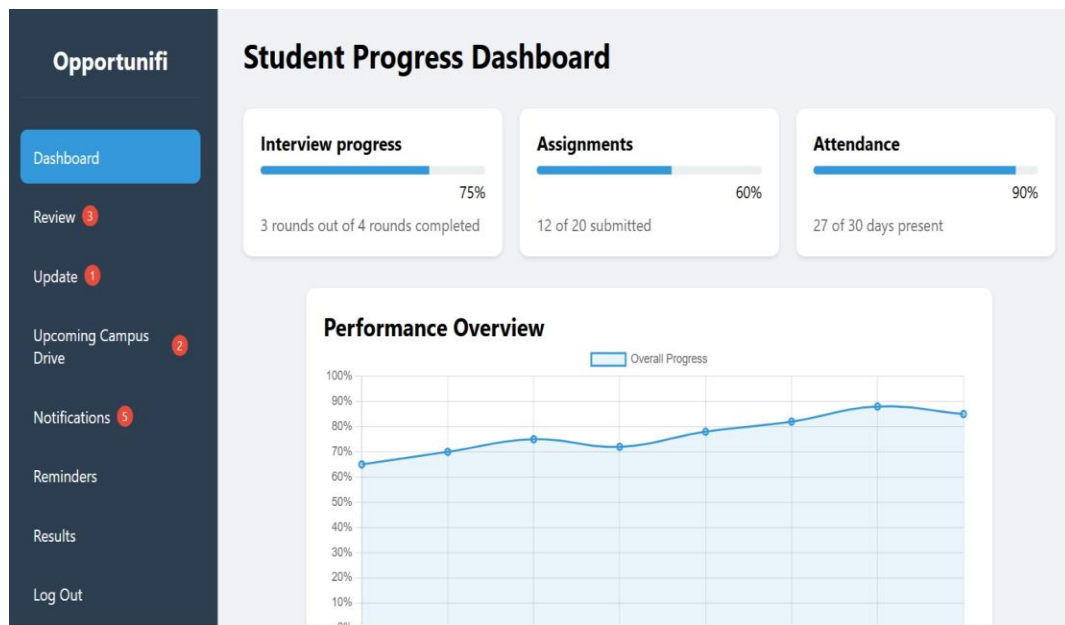 Opportunifi
Dashboard
Review 3
Update 1
Upcoming Campus
Drive 2
Notifications 5
Reminders
Results
Log Out
Student Progress Dashboard
Interview progress
75%
3 rounds out of 4 rounds completed
Assignments
60%
12 of 20 submitted
Attendance
90%
27 of 30 days present
Performance Overview
Overall Progress
100%
90%
80%
70%
60%
50%
40%
30%
20%
10%